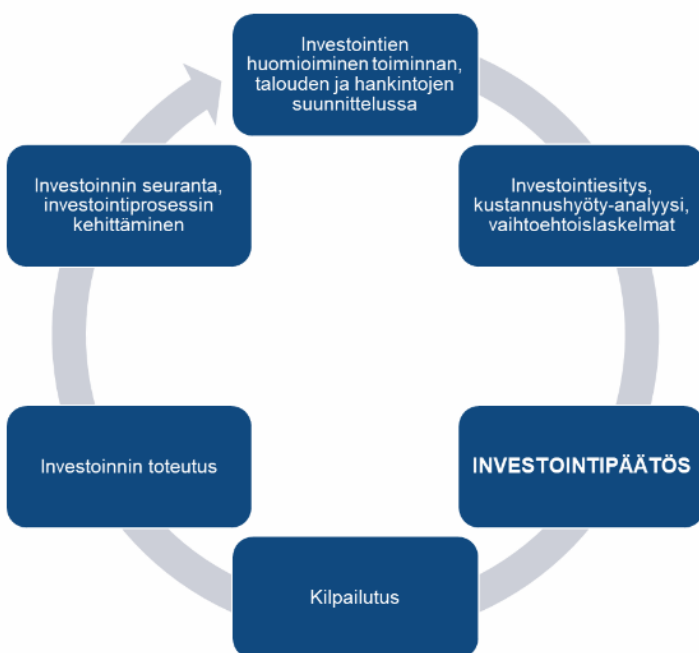 Investointien
huomioiminen toiminnan,
talouden ja hankintojen
suunnittelussa
Investointiesitys,
kustannushyöty-analyysi,
vaihtoehtoislaskelmat
INVESTOINTIPÄÄTÖS
Kilpailutus
Investoinnin toteutus
Investoinnin seuranta,
investointiprosessin
kehittäminen